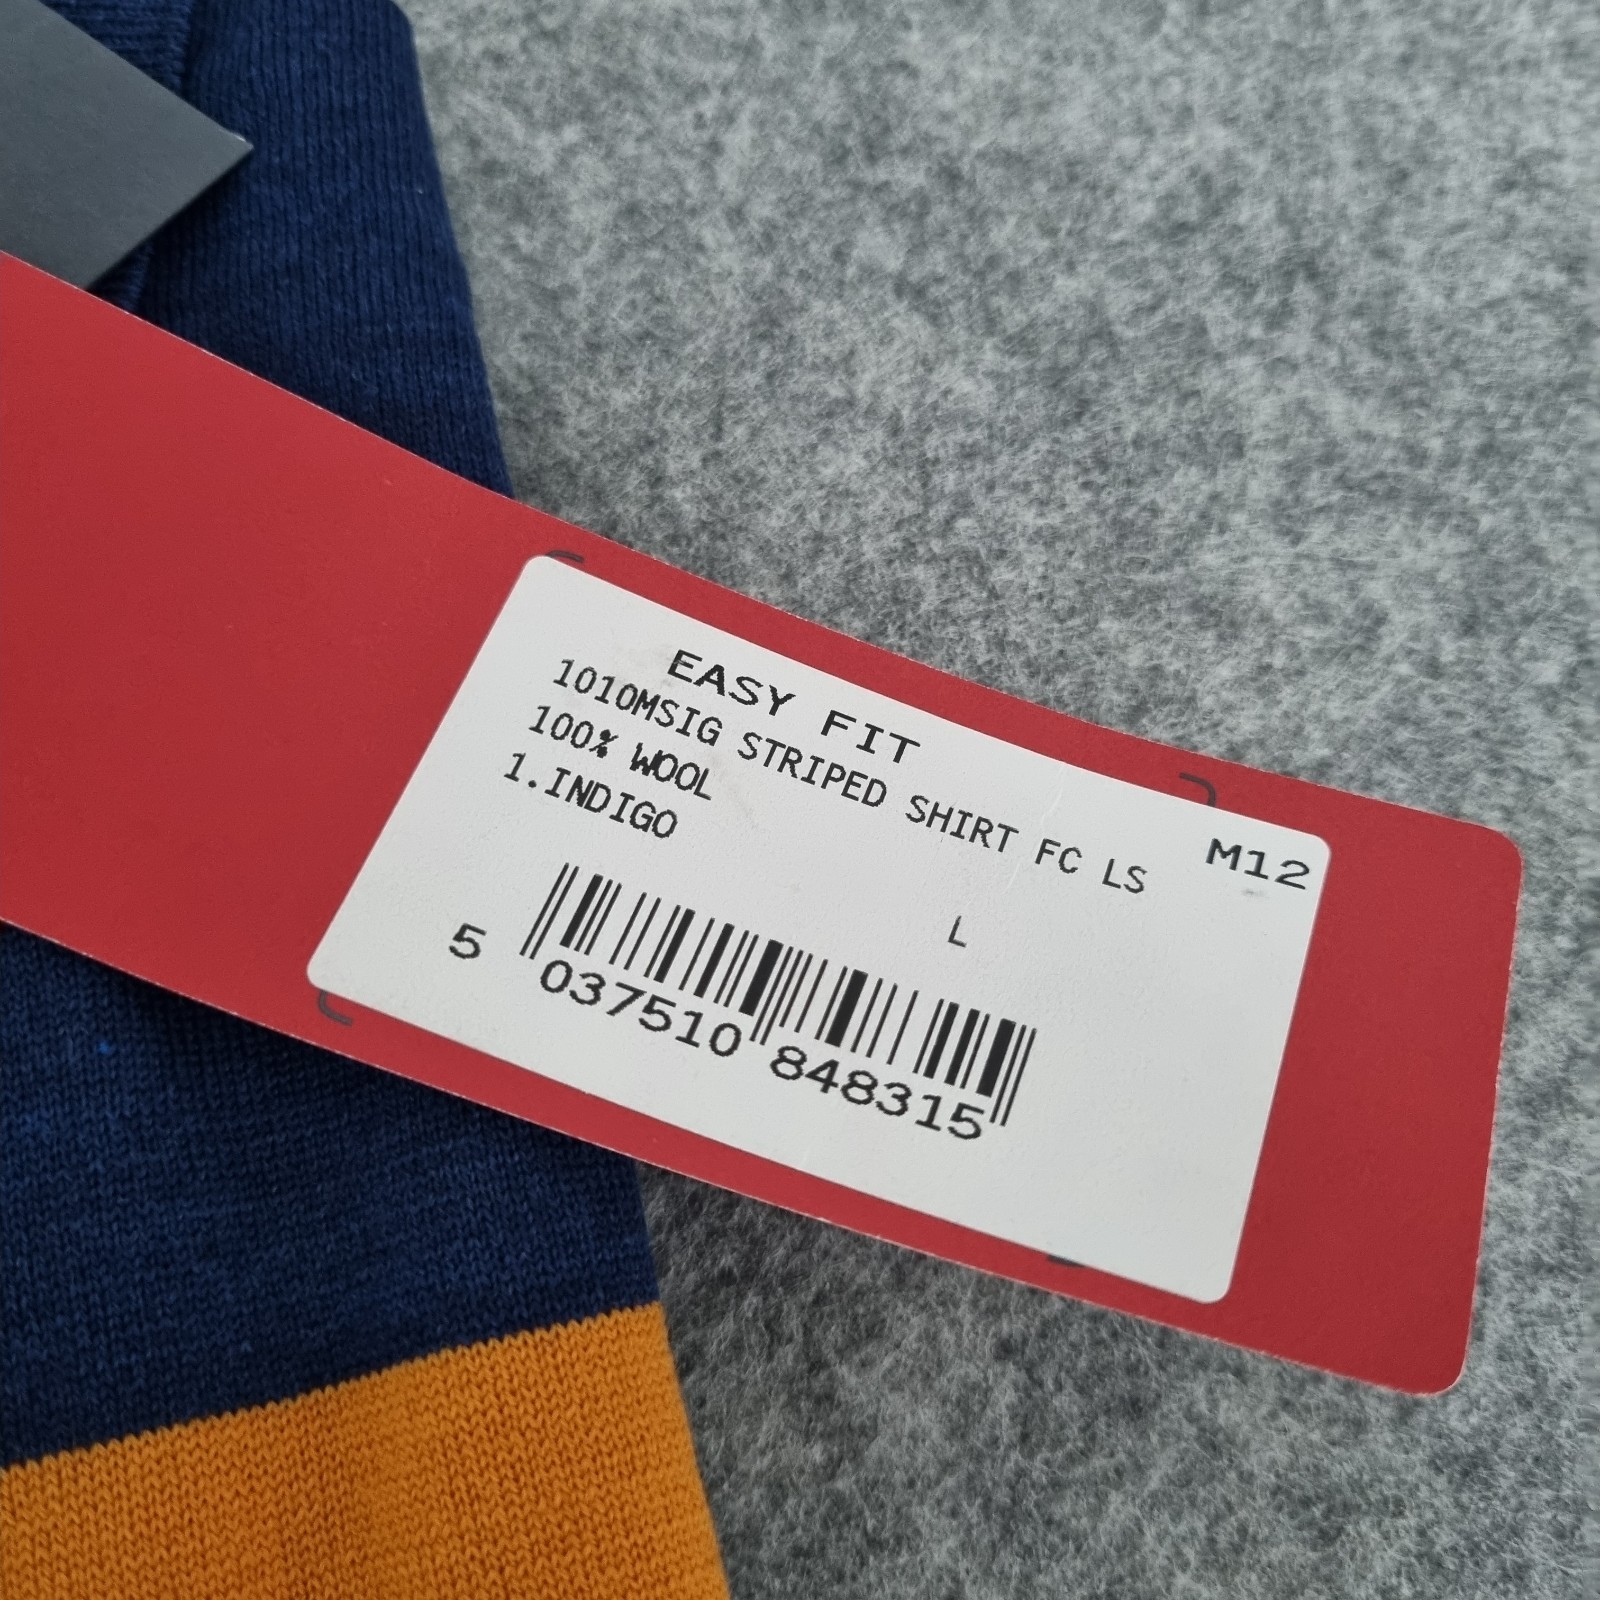 EASY FIT
1010MSIG STRIPED SHIRT FC LS M12
100% WOOL
1.INDIGO
L
5 037510 848315